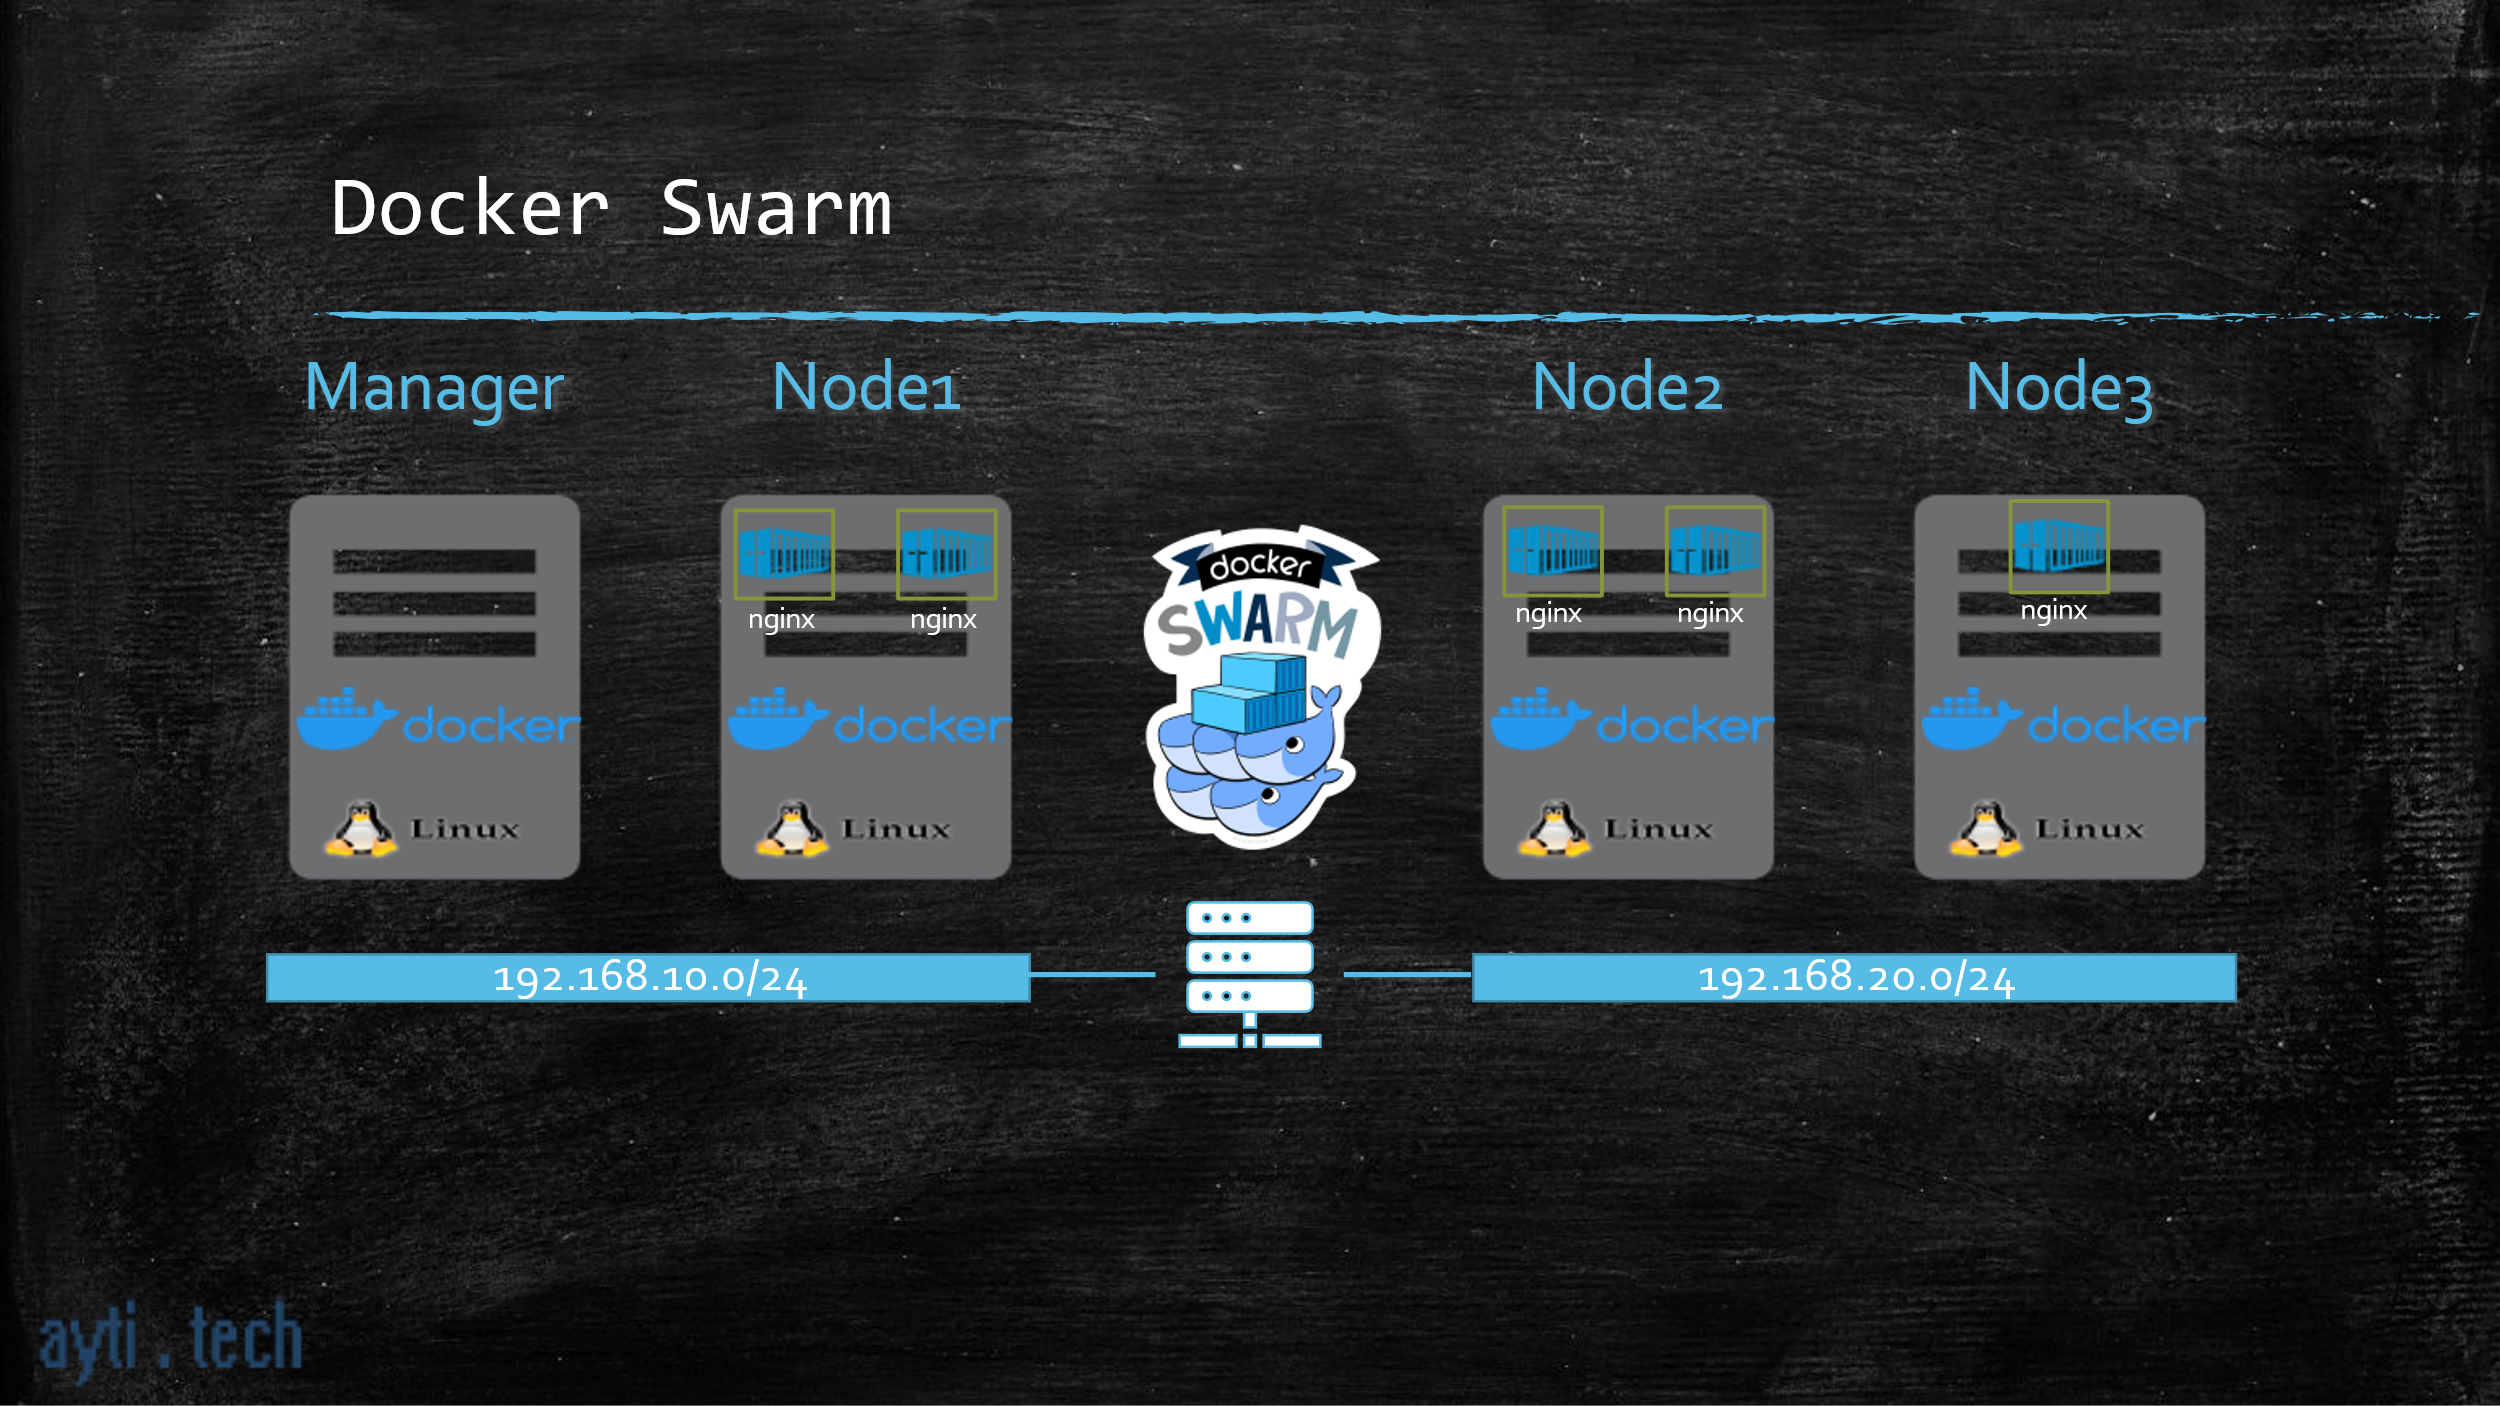 Docker Swarm
Manager
Node1
Node2
Node3
nginx
nginx
nginx
nginx
nginx
docker
SWARM
docker
docker
docker
docker
Linux
Linux
Linux
Linux
192.168.10.0/24
192.168.20.0/24
ayti.tech